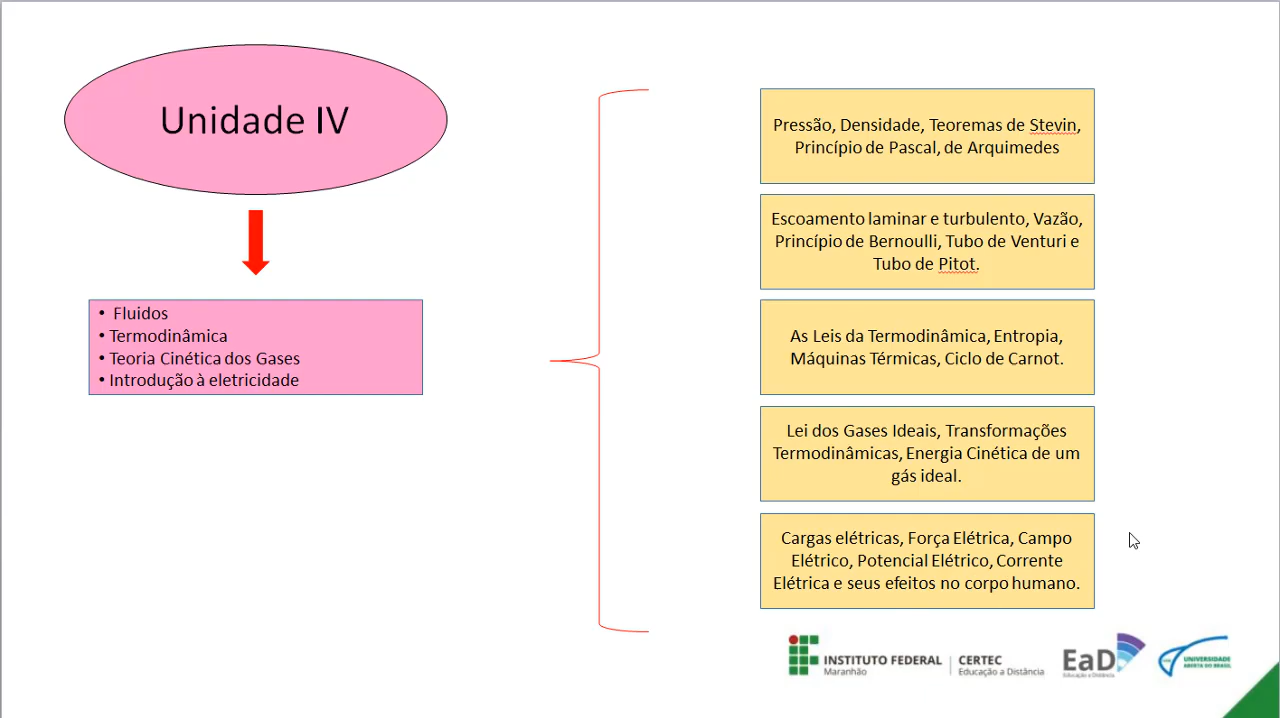 Unidade IV
• Fluidos
• Termodinâmica
• Teoria Cinética dos Gases
• Introdução à eletricidade
Pressão, Densidade, Teoremas de Stevin,
Princípio de Pascal, de Arquimedes
Escoamento laminar e turbulento, Vazão,
Princípio de Bernoulli, Tubo de Venturi e
Tubo de Pitot.
As Leis da Termodinâmica, Entropia,
Máquinas Térmicas, Ciclo de Carnot.
Lei dos Gases Ideais, Transformações
Termodinâmicas, Energia Cinética de um
gás ideal.
Cargas elétricas, Força Elétrica, Campo
Elétrico, Potencial Elétrico, Corrente
Elétrica e seus efeitos no corpo humano.
INSTITUTO FEDERAL
Maranhão
CERTEC
Educação a Distância
EaD
Educação a Distância
UNIVERSIDADE
ABERTA DO BRASIL